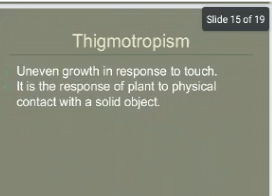 Slide 15 of 19
Thigmotropism
Uneven growth in response to touch.
It is the response of plant to physical
contact with a solid object.